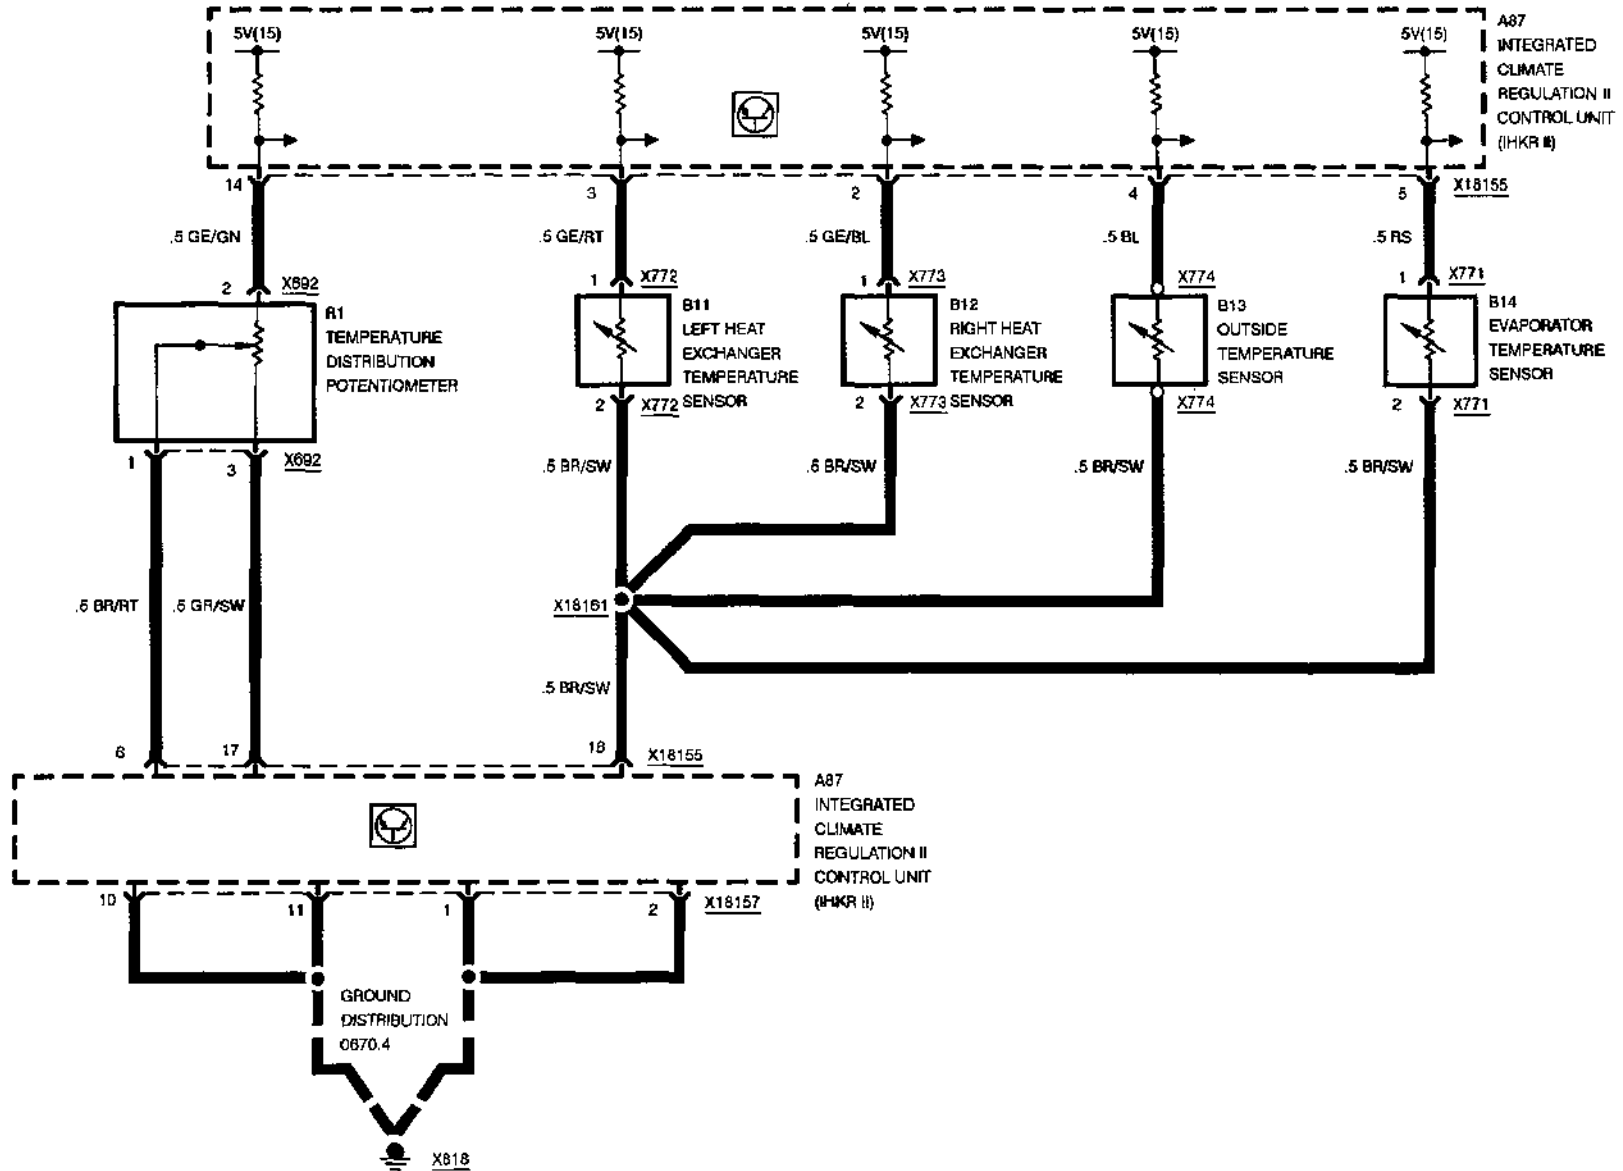 5V(15) 5V(15) 5V(15) 5V(15) 5V(15)
A87
INTEGRATED
CLIMATE
REGULATION II
CONTROL UNIT
(IHKR II)
14 3 2 4 5 X18155
.5 GE/GN .5 GE/RT .5 GE/BL .5 BL .5 RS
2 X692 1 X772 1 X773 X774 1 X771
R1
TEMPERATURE
DISTRIBUTION
POTENTIOMETER
B11
LEFT HEAT
EXCHANGER
TEMPERATURE
SENSOR
B12
RIGHT HEAT
EXCHANGER
TEMPERATURE
SENSOR
B13
OUTSIDE
TEMPERATURE
SENSOR
B14
EVAPORATOR
TEMPERATURE
SENSOR
2 X772 2 X773 X774 2 X771
1 3 X692
.5 BR/SW .5 BR/SW .5 BR/SW .5 BR/SW
.5 BR/RT .5 GR/SW X18161
.5 BR/SW
6 17 18 X18155
A87
INTEGRATED
CLIMATE
REGULATION II
CONTROL UNIT
(IHKR II)
10 11 1 2 X18157
GROUND
DISTRIBUTION
0670.4
X818